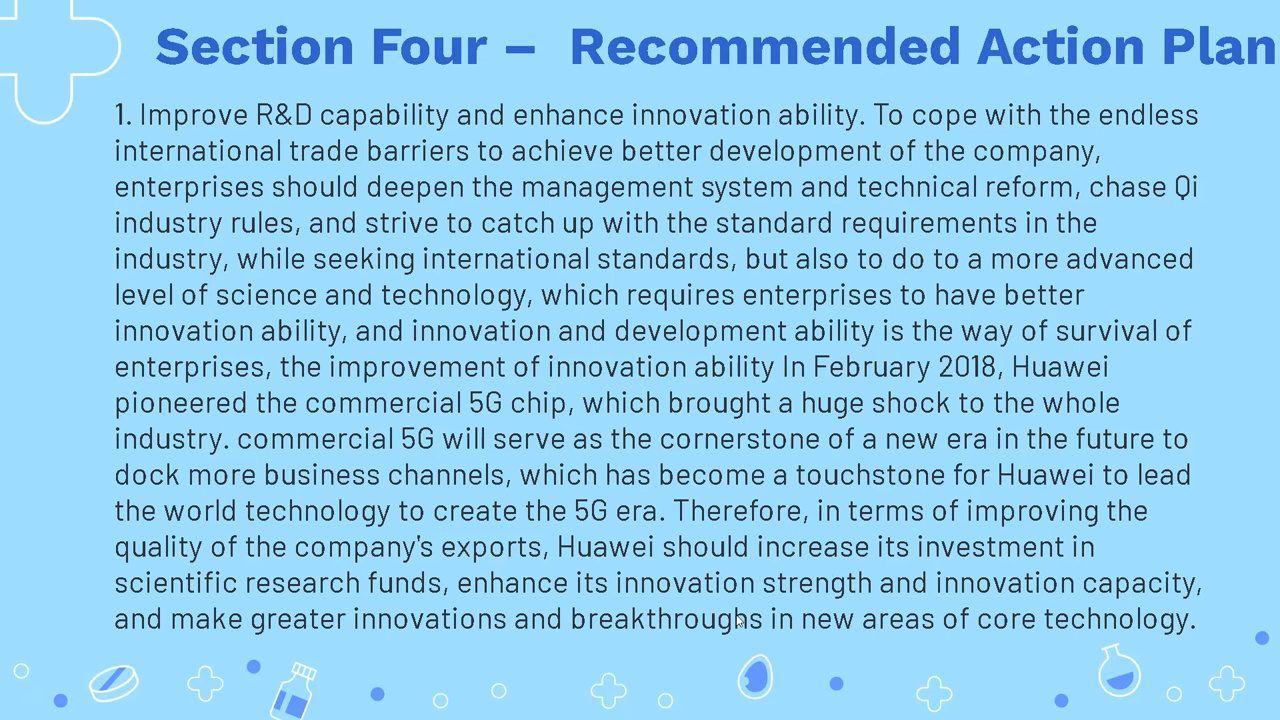 Section Four –  Recommended Action Plan
1. Improve R&D capability and enhance innovation ability. To cope with the endless
international trade barriers to achieve better development of the company,
enterprises should deepen the management system and technical reform, chase Qi
industry rules, and strive to catch up with the standard requirements in the
industry, while seeking international standards, but also to do to a more advanced
level of science and technology, which requires enterprises to have better
innovation ability, and innovation and development ability is the way of survival of
enterprises, the improvement of innovation ability In February 2018, Huawei
pioneered the commercial 5G chip, which brought a huge shock to the whole
industry. commercial 5G will serve as the cornerstone of a new era in the future to
dock more business channels, which has become a touchstone for Huawei to lead
the world technology to create the 5G era. Therefore, in terms of improving the
quality of the company's exports, Huawei should increase its investment in
scientific research funds, enhance its innovation strength and innovation capacity,
and make greater innovations and breakthroughs in new areas of core technology.